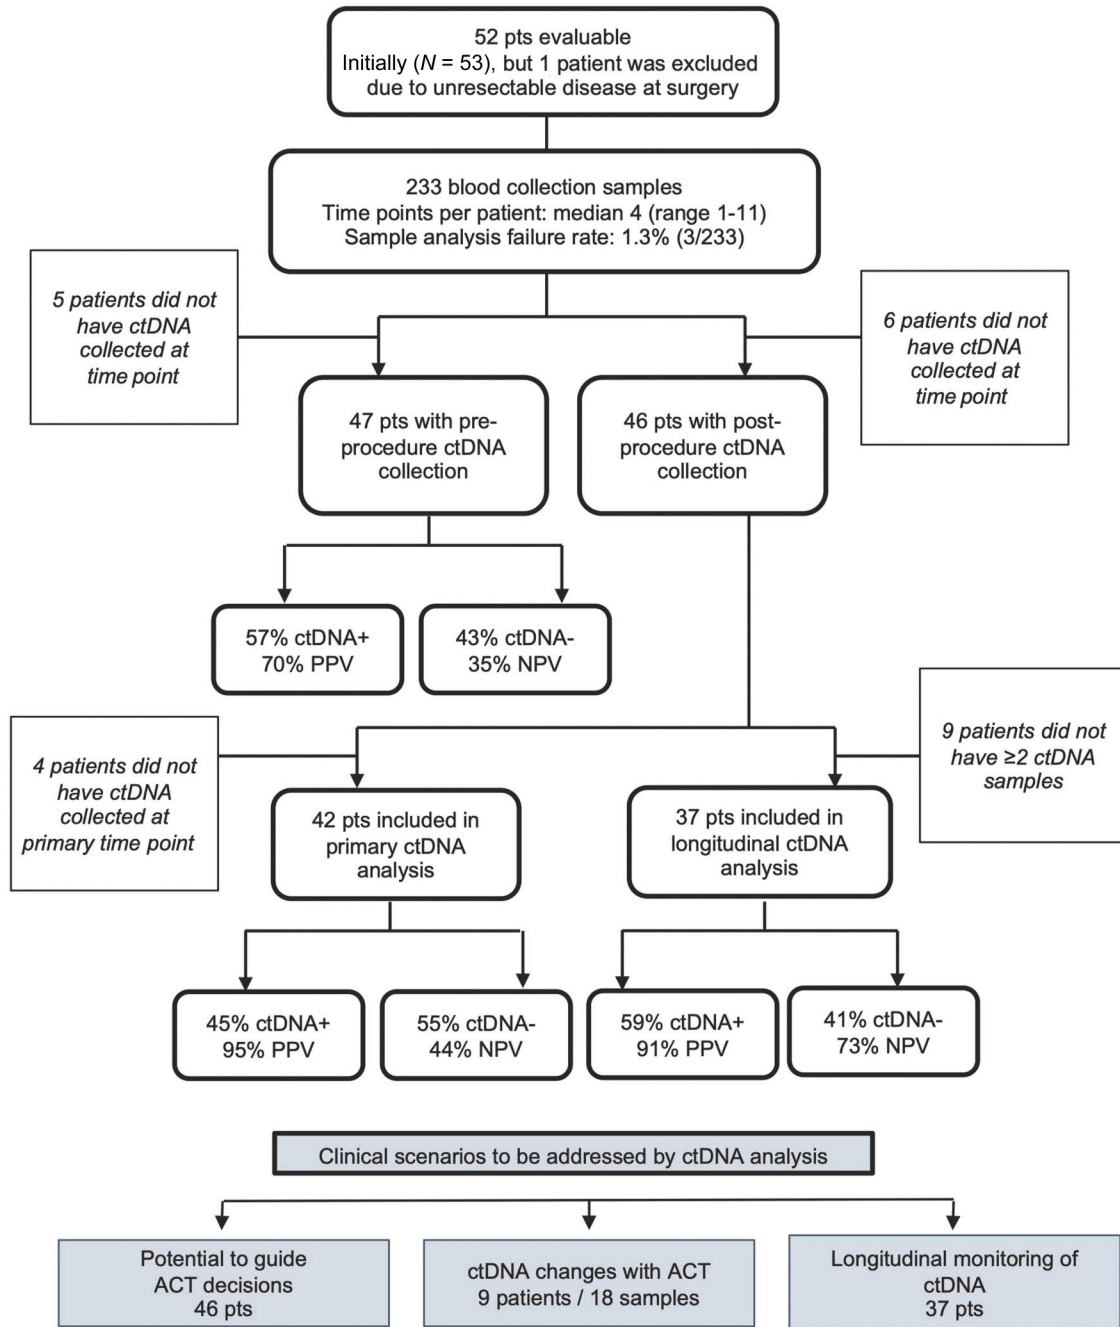 52 pts evaluable
Initially (N = 53), but 1 patient was excluded
due to unresectable disease at surgery
233 blood collection samples
Time points per patient: median 4 (range 1-11)
Sample analysis failure rate: 1.3% (3/233)
5 patients did not
have ctDNA
collected at
time point
6 patients did not
have ctDNA
collected at
time point
47 pts with pre-
procedure ctDNA
collection
46 pts with post-
procedure ctDNA
collection
57% ctDNA+
70% PPV
43% ctDNA-
35% NPV
4 patients did not
have ctDNA
collected at
primary time point
9 patients did not
have ≥2 ctDNA
samples
42 pts included in
primary ctDNA
analysis
37 pts included in
longitudinal ctDNA
analysis
45% ctDNA+
95% PPV
55% ctDNA-
44% NPV
59% ctDNA+
91% PPV
41% ctDNA-
73% NPV
Clinical scenarios to be addressed by ctDNA analysis
Potential to guide
ACT decisions
46 pts
ctDNA changes with ACT
9 patients / 18 samples
Longitudinal monitoring of
ctDNA
37 pts